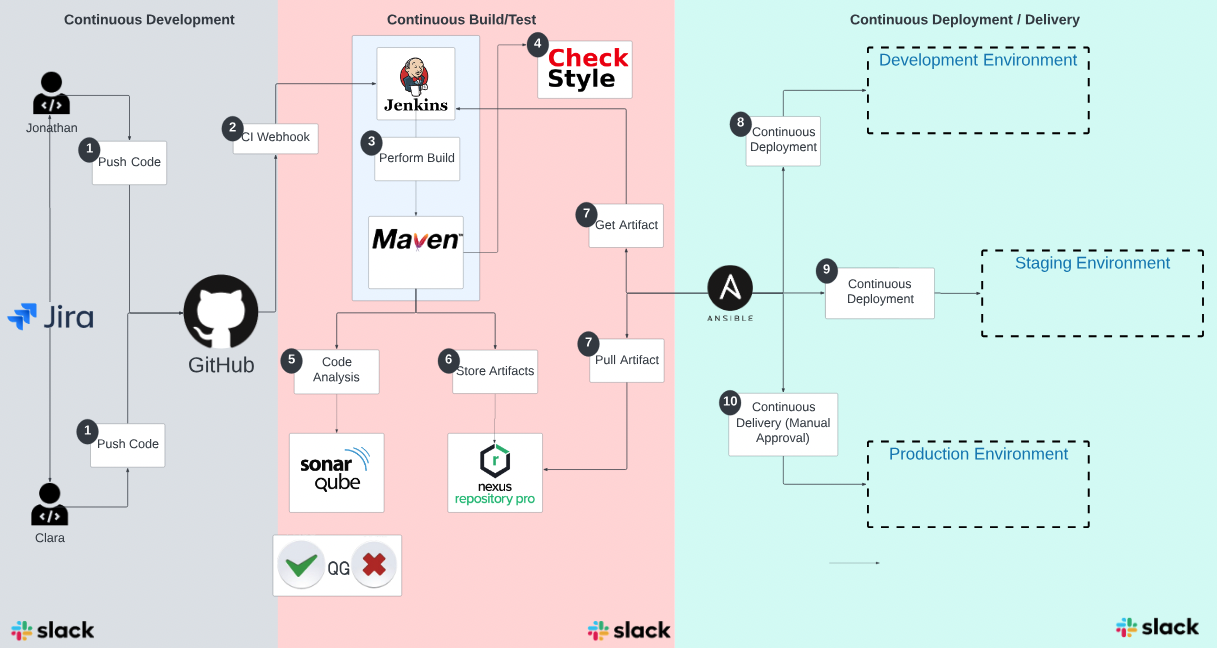 Continuous Development
Continuous Build/Test
Continuous Deployment / Delivery
Jonathan
1
Push Code
Jira
GitHub
1
Push Code
Clara
slack
2
CI Webhook
Jenkins
3
Perform Build
Maven™
4
Check
Style
5
Code
Analysis
sonar
qube
6
Store Artifacts
nexus
repository pro
7
Get Artifact
7
Pull Artifact
QG
slack
ANSIBLE
8
Continuous
Deployment
Development Environment
9
Continuous
Deployment
Staging Environment
10
Continuous
Delivery (Manual
Approval)
Production Environment
slack